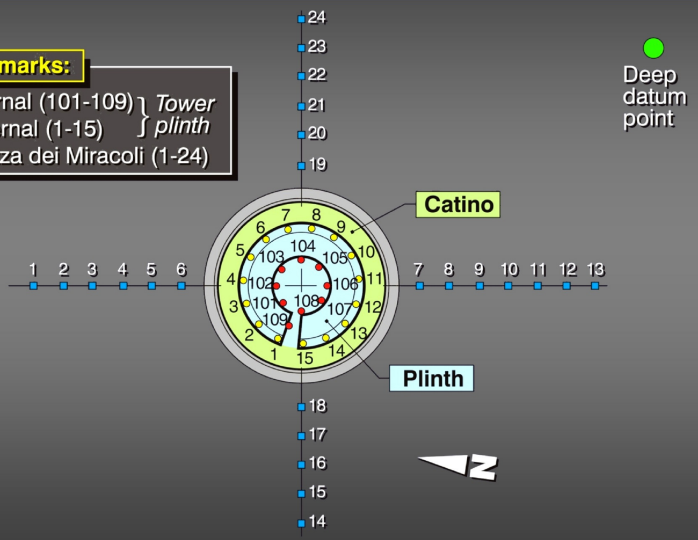 24
23
22
21
20
19
marks:
rnal (101-109) } Tower
rnal (1-15) plinth
za dei Miracoli (1-24)
Deep
datum
point
Catino
7 8
6 9
5 10
4 11
3 12
2 13
1 15 14
104
103 105
102 106
101 108 107
109
1 2 3 4 5 6
7 8 9 10 11 12 13
Plinth
18
17
16
15
14
N